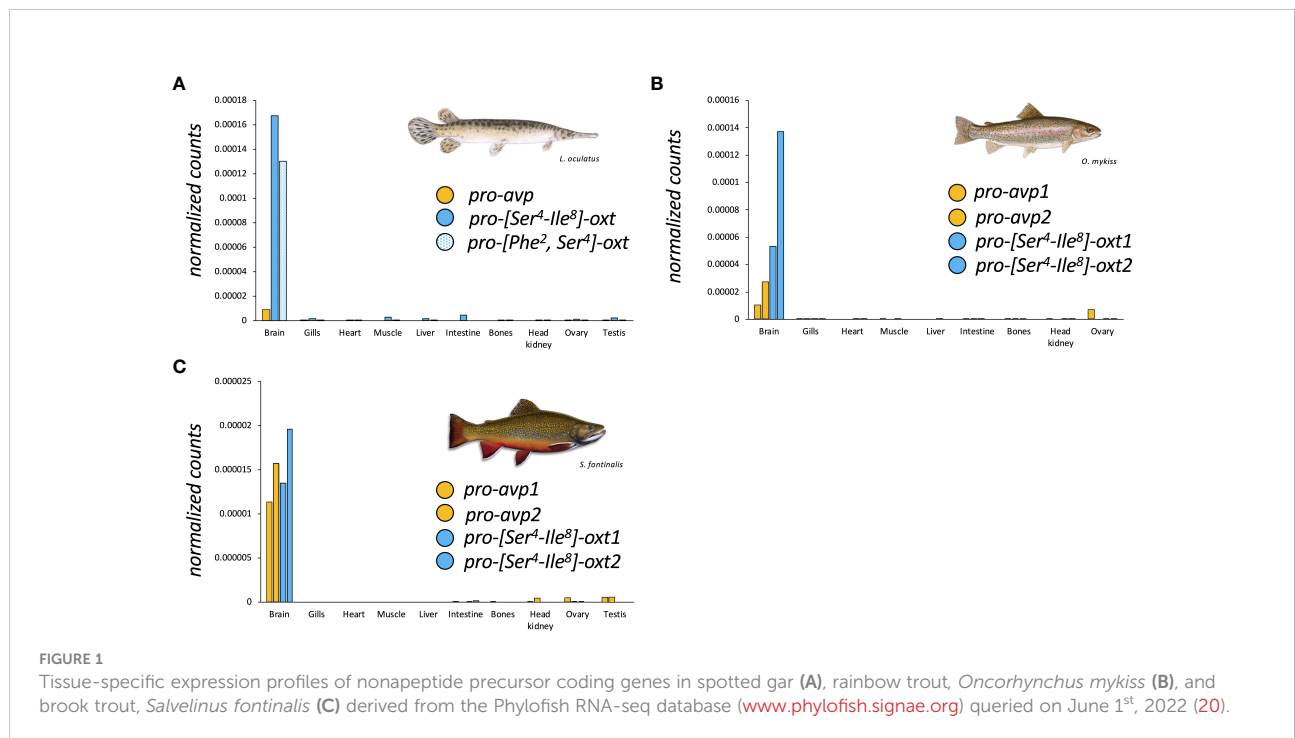 A
normalized counts
0.00018
0.00016
0.00014
0.00012
0.0001
0.00008
0.00006
0.00004
0.00002
0
L. oculatus
pro-avp
pro-[Ser⁴-Ile⁸]-oxt
pro-[Phe², Ser⁴]-oxt
Brain Gills Heart Muscle Liver Intestine Bones Head Ovary Testis
kidney
B
normalized counts
0.00016
0.00014
0.00012
0.0001
0.00008
0.00006
0.00004
0.00002
0
O. mykiss
pro-avp1
pro-avp2
pro-[Ser⁴-Ile⁸]-oxt1
pro-[Ser⁴-Ile⁸]-oxt2
Brain Gills Heart Muscle Liver Intestine Bones Head Ovary
kidney
C
normalized counts
0.000025
0.00002
0.000015
0.00001
0.000005
0
S. fontinalis
pro-avp1
pro-avp2
pro-[Ser⁴-Ile⁸]-oxt1
pro-[Ser⁴-Ile⁸]-oxt2
Brain Gills Heart Muscle Liver Intestine Bones Head Ovary Testis
kidney
FIGURE 1
Tissue-specific expression profiles of nonapeptide precursor coding genes in spotted gar (A), rainbow trout, Oncorhynchus mykiss (B), and
brook trout, Salvelinus fontinalis (C) derived from the Phylofish RNA-seq database (www.phylofish.signae.org) queried on June 1st, 2022 (20).